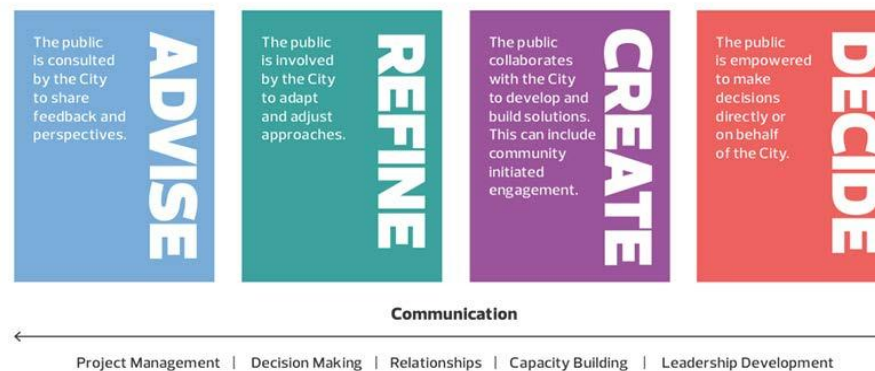 The public
is consulted
by the City
to share
feedback and
perspectives.
ADVISE
The public
is involved
by the City
to adapt
and adjust
approaches.
REFINE
The public
collaborates
with the City
to develop and
build solutions.
This can include
community
initiated
engagement.
CREATE
The public
is empowered
to make
decisions
directly or
on behalf
of the City.
DECIDE
Communication
Project Management | Decision Making | Relationships | Capacity Building | Leadership Development